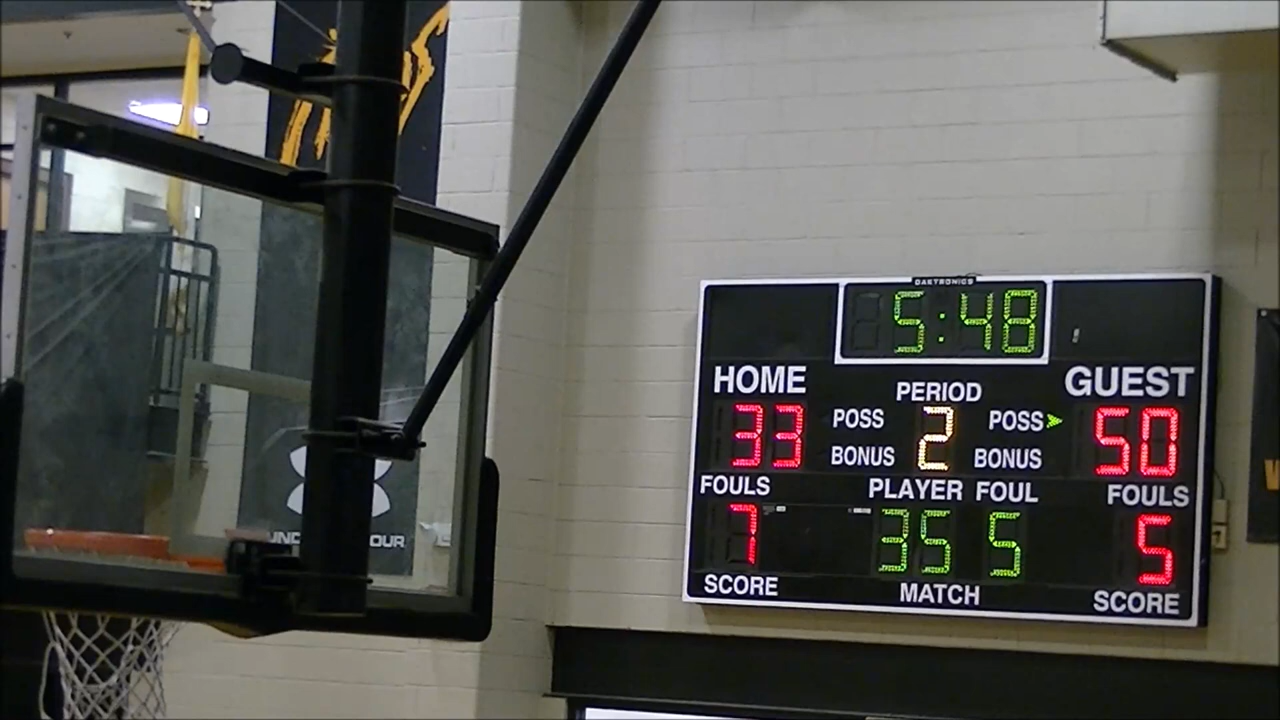 DAKTRONICS
5:48
HOME PERIOD GUEST
33 POSS 2 POSS 50
BONUS BONUS
FOULS PLAYER FOUL FOULS
7 35 5 5
SCORE MATCH SCORE